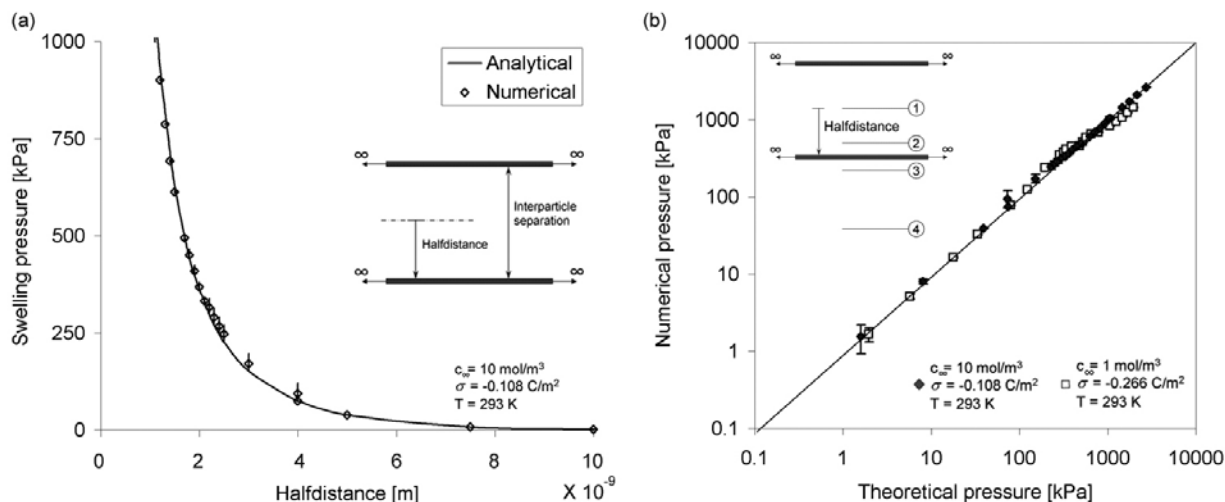 (a)
1000
750
500
250
0
Swelling pressure [kPa]
Analytical
Numerical
∞
∞
Interparticle
separation
Halfdistance
∞
∞
c∞= 10 mol/m³
σ = -0.108 C/m²
T = 293 K
0 2 4 6 8 10
X 10⁻⁹
Halfdistance [m]
(b)
10000
1000
100
10
1
0.1
Numerical pressure [kPa]
∞
∞
1
Halfdistance
2
∞
∞
3
4
c∞= 10 mol/m³
σ = -0.108 C/m²
T = 293 K
c∞= 1 mol/m³
σ = -0.266 C/m²
T = 293 K
0.1 1 10 100 1000 10000
Theoretical pressure [kPa]